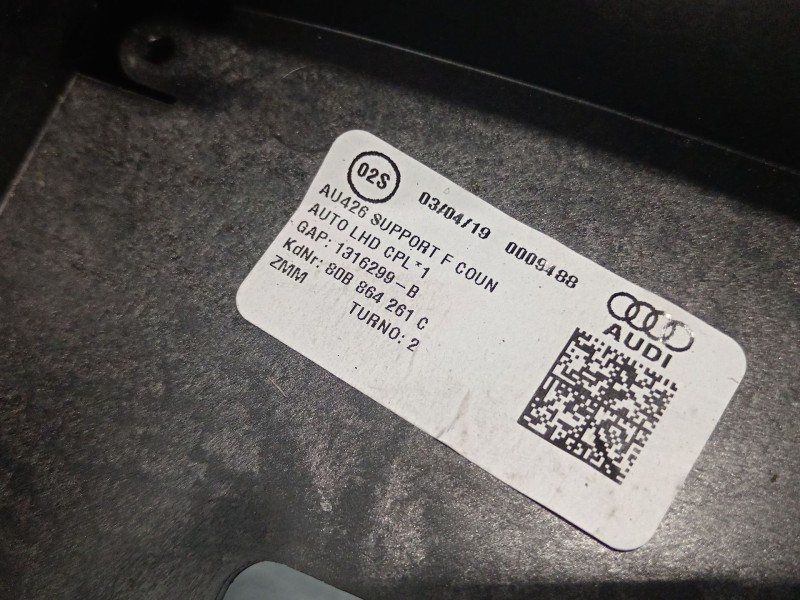 02S 03/04/19 0009488
AU426 SUPPORT F COUN
AUTO LHD CPL*1
GAP: 1316299-B
KdNr: 80B 864 261 C
ZMM TURNO: 2
AUDI